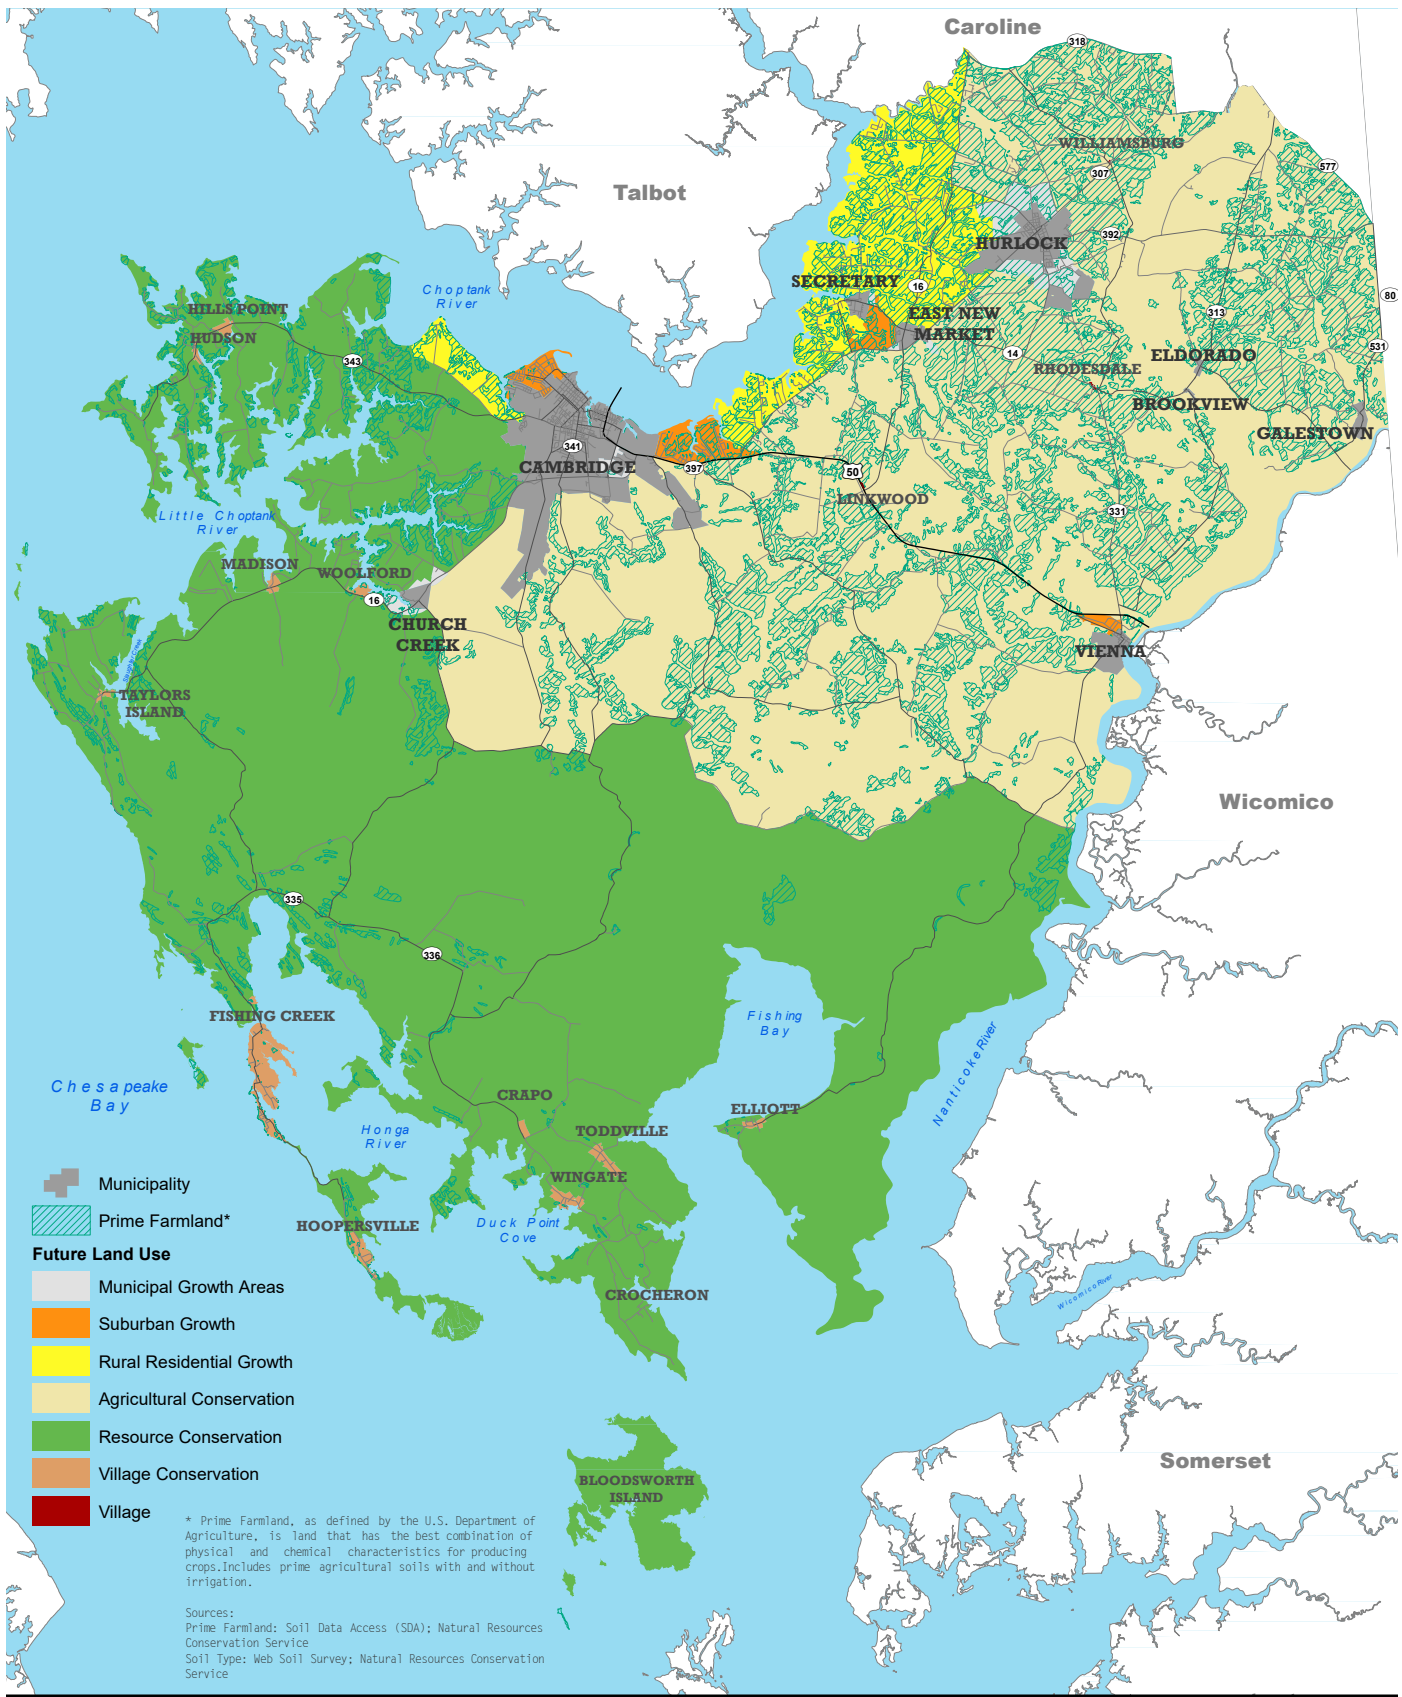 Caroline
318
Talbot
WILLIAMSBURG
577
307
HURLOCK
392
SECRETARY
16
80
Choptank
River
HILLS POINT
HUDSON
EAST NEW
MARKET
313
343
14
531
ELDORADO
RHODESDALE
BROOKVIEW
GALESTOWN
341
CAMBRIDGE
397
50
LINKWOOD
331
Little Choptank
River
MADISON
WOOLFORD
16
CHURCH
CREEK
VIENNA
TAYLORS
ISLAND
Wicomico
335
336
FISHING CREEK
Fishing
Bay
Nanticoke River
Chesapeake
Bay
CRAPO
ELLIOTT
Honga
River
TODDVILLE
WINGATE
HOOPERSVILLE
Duck Point
Cove
Wicomico River
CROCHERON
Somerset
BLOODSWORTH
ISLAND
Municipality
Prime Farmland*
Future Land Use
Municipal Growth Areas
Suburban Growth
Rural Residential Growth
Agricultural Conservation
Resource Conservation
Village Conservation
Village
* Prime Farmland, as defined by the U.S. Department of
Agriculture, is land that has the best combination of
physical and chemical characteristics for producing
crops.Includes prime agricultural soils with and without
irrigation.
Sources:
Prime Farmland: Soil Data Access (SDA); Natural Resources
Conservation Service
Soil Type: Web Soil Survey; Natural Resources Conservation
Service